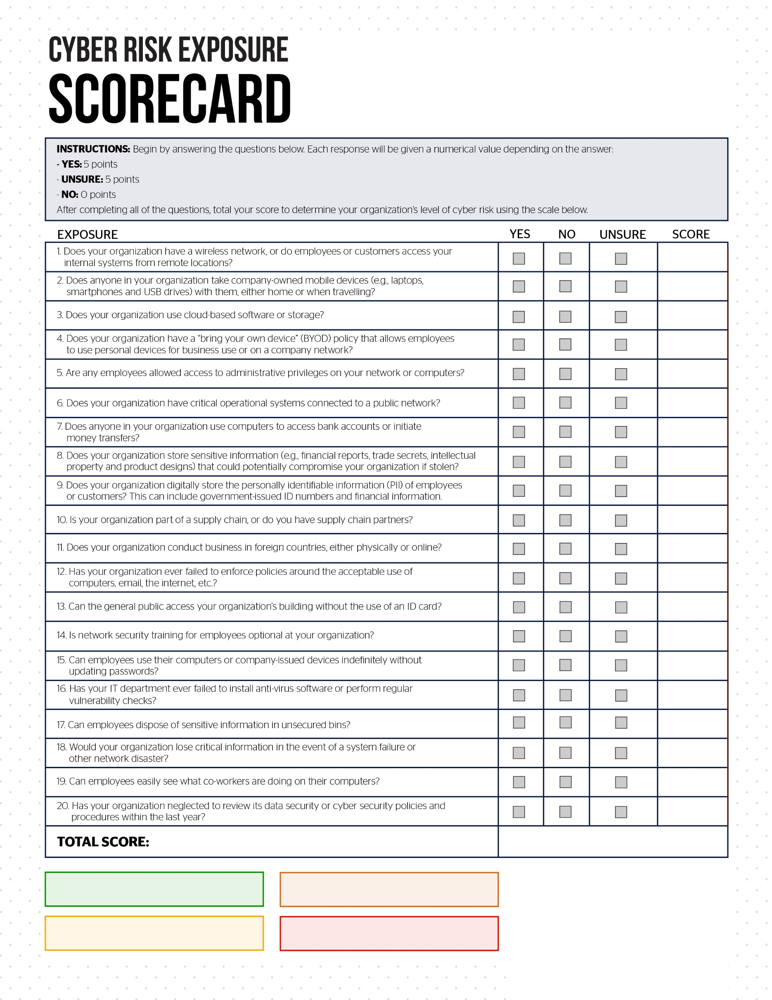 CYBER RISK EXPOSURE
SCORECARD
INSTRUCTIONS: Begin by answering the questions below. Each response will be given a numerical value depending on the answer:
- YES: 5 points
- UNSURE: 5 points
- NO: 0 points
After completing all of the questions, total your score to determine your organization's level of cyber risk using the scale below.
EXPOSURE YES NO UNSURE SCORE
1. Does your organization have a wireless network, or do employees or customers access your
internal systems from remote locations?
2. Does anyone in your organization take company-owned mobile devices (e.g., laptops,
smartphones and USB drives) with them, either home or when travelling?
3. Does your organization use cloud-based software or storage?
4. Does your organization have a “bring your own device” (BYOD) policy that allows employees
to use personal devices for business use or on a company network?
5. Are any employees allowed access to administrative privileges on your network or computers?
6. Does your organization have critical operational systems connected to a public network?
7. Does anyone in your organization use computers to access bank accounts or initiate
money transfers?
8. Does your organization store sensitive information (e.g., financial reports, trade secrets, intellectual
property and product designs) that could potentially compromise your organization if stolen?
9. Does your organization digitally store the personally identifiable information (PII) of employees
or customers? This can include government-issued ID numbers and financial information.
10. Is your organization part of a supply chain, or do you have supply chain partners?
11. Does your organization conduct business in foreign countries, either physically or online?
12. Has your organization ever failed to enforce policies around the acceptable use of
computers, email, the internet, etc.?
13. Can the general public access your organization's building without the use of an ID card?
14. Is network security training for employees optional at your organization?
15. Can employees use their computers or company-issued devices indefinitely without
updating passwords?
16. Has your IT department ever failed to install anti-virus software or perform regular
vulnerability checks?
17. Can employees dispose of sensitive information in unsecured bins?
18. Would your organization lose critical information in the event of a system failure or
other network disaster?
19. Can employees easily see what co-workers are doing on their computers?
20. Has your organization neglected to review its data security or cyber security policies and
procedures within the last year?
TOTAL SCORE: